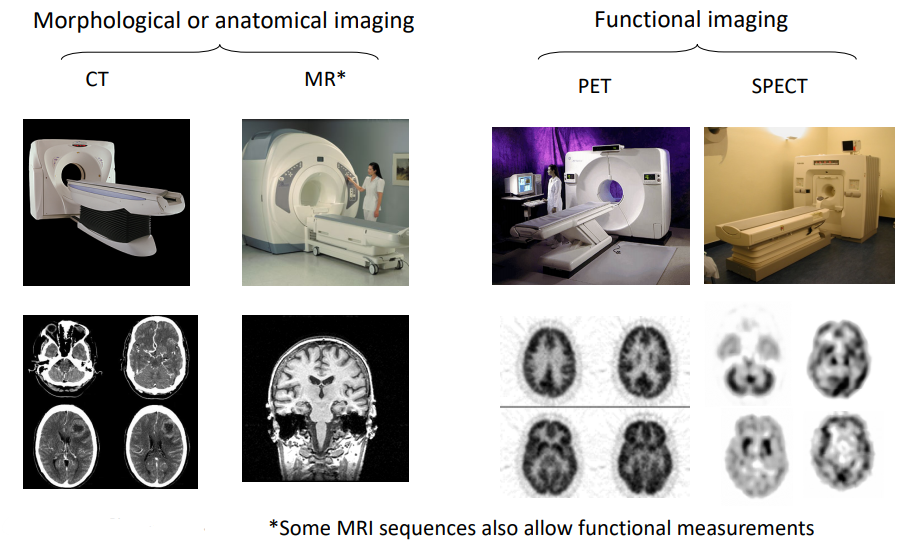 Morphological or anatomical imaging
Functional imaging
CT
MR*
PET
SPECT
*Some MRI sequences also allow functional measurements